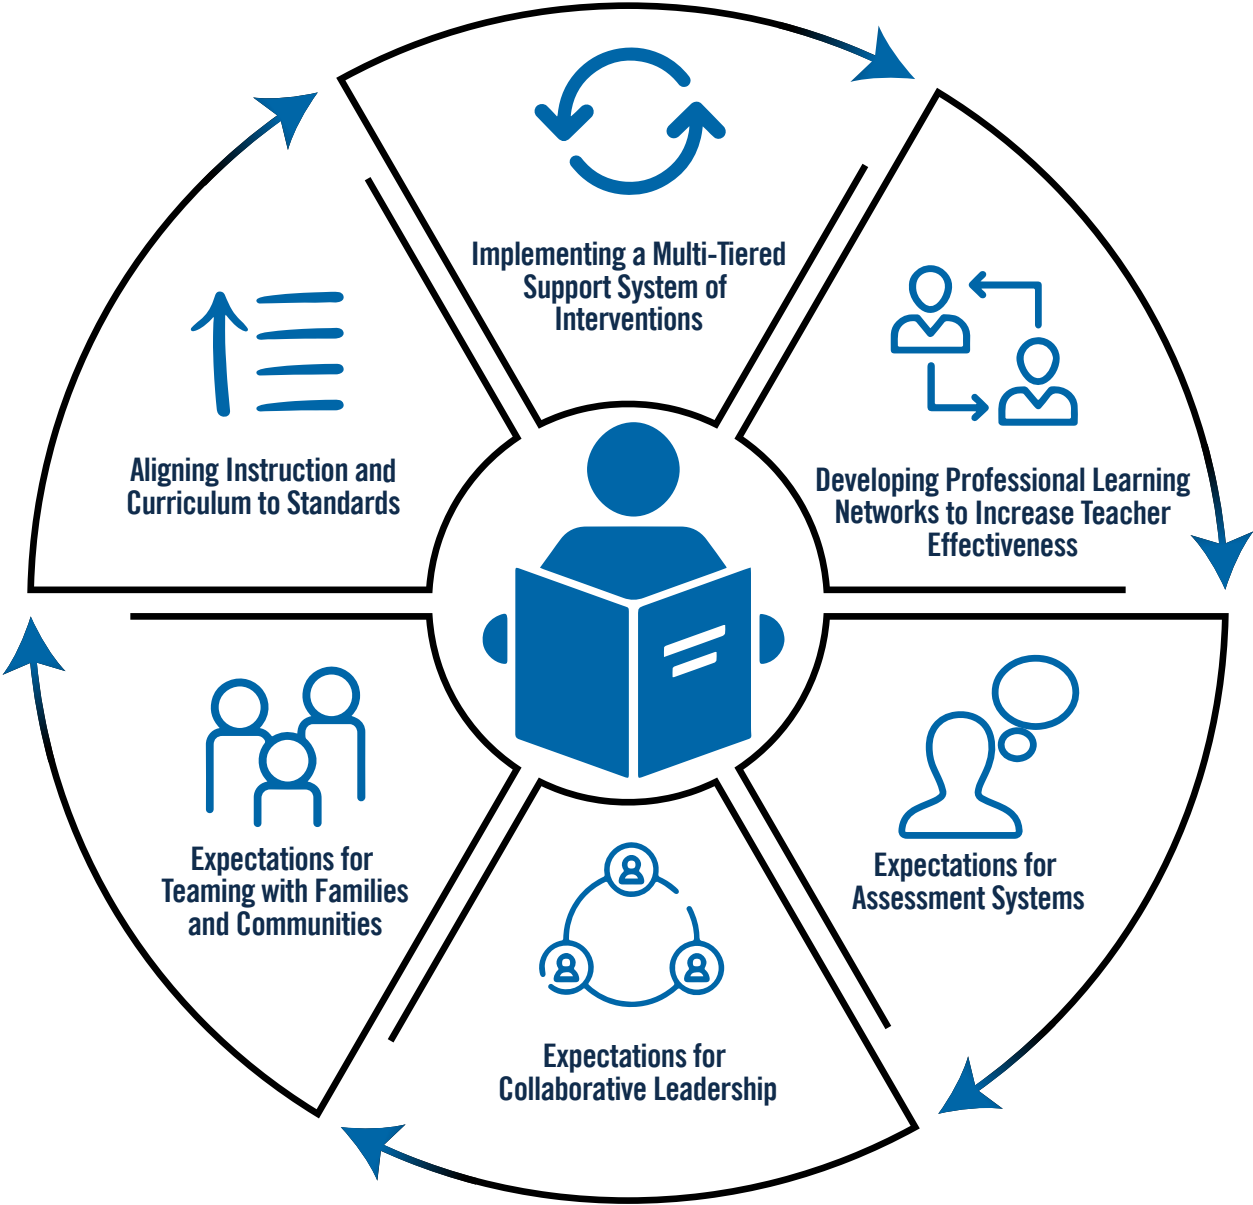 Implementing a Multi-Tiered
Support System of
Interventions
Developing Professional Learning
Networks to Increase Teacher
Effectiveness
Expectations for
Assessment Systems
Expectations for
Collaborative Leadership
Expectations for
Teaming with Families
and Communities
Aligning Instruction and
Curriculum to Standards